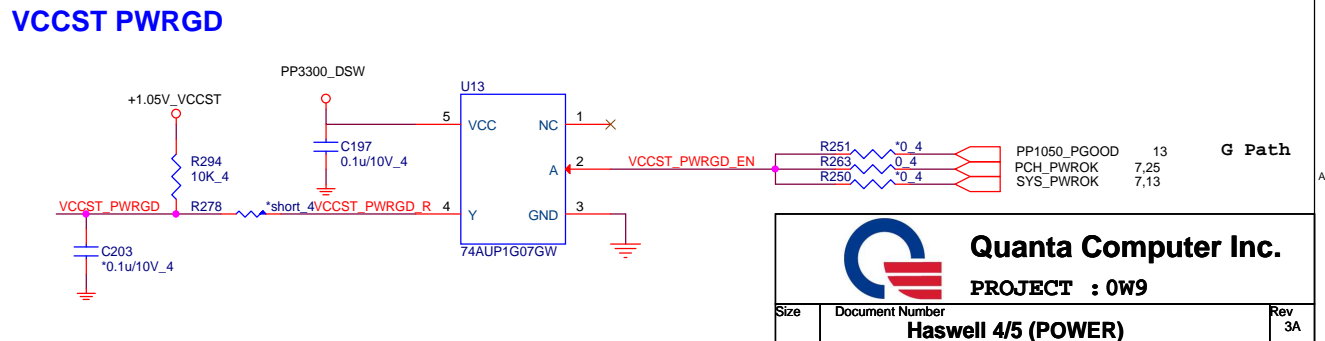 VCCST PWRGD
PP3300_DSW
+1.05V_VCCST
U13
5 VCC NC 1
C197
0.1u/10V_4
R294
10K_4
A 2 VCCST_PWRGD_EN
R251 *0_4 PP1050_PGOOD 13
R263 0_4 PCH_PWROK 7,25
R250 *0_4 SYS_PWROK 7,13
G Path
A
VCCST_PWRGD R278 *short_4 VCCST_PWRGD_R 4 Y GND 3
74AUP1G07GW
C203
*0.1u/10V_4
Quanta Computer Inc.
PROJECT : 0W9
Size Document Number Rev
Haswell 4/5 (POWER) 3A